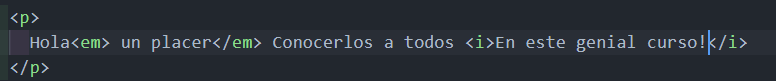 <p>
Hola<em> un placer</em> Conocerlos a todos <i>En este genial curso!</i>
</p>